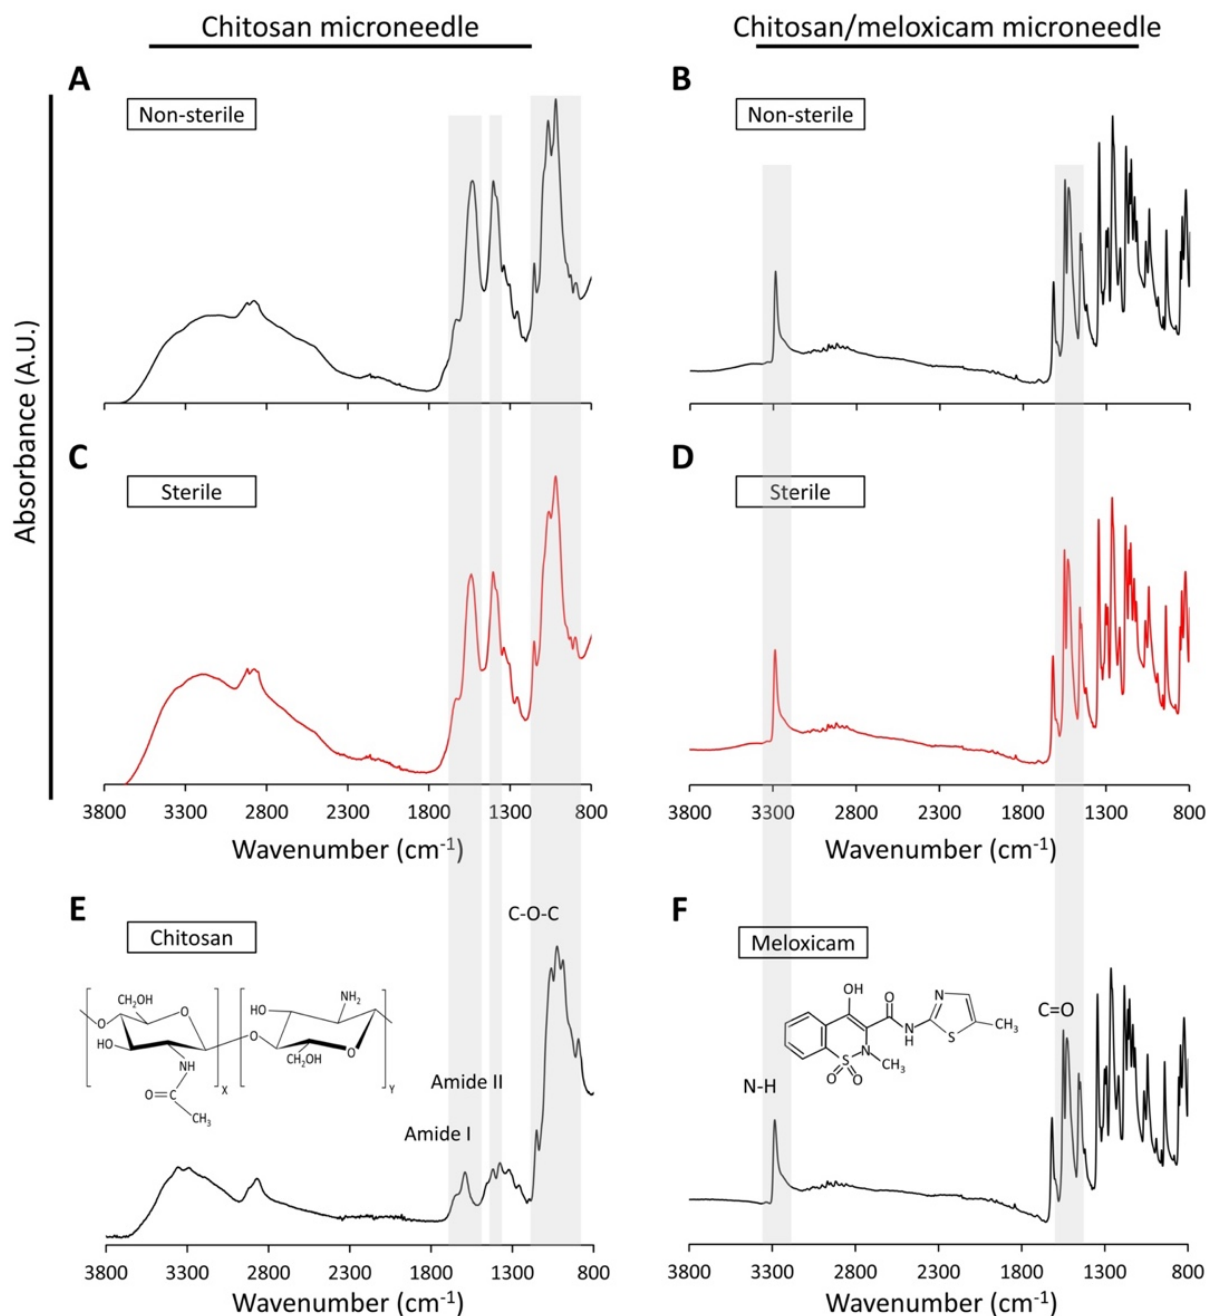 Chitosan microneedle
Chitosan/meloxicam microneedle
A
Non-sterile
B
Non-sterile
Absorbance (A.U.)
3800 3300 2800 2300 1800 1300 800
Wavenumber (cm⁻¹)
C
Sterile
D
Sterile
3800 3300 2800 2300 1800 1300 800
Wavenumber (cm⁻¹)
E
Chitosan
C-O-C
Amide II
Amide I
CH₂OH
O
O
HO
NH
O=C
CH₃
X
HO
NH₂
O
CH₂OH
O
Y
3800 3300 2800 2300 1800 1300 800
Wavenumber (cm⁻¹)
F
Meloxicam
C=O
N-H
OH
O
N
NH
S
CH₃
N
CH₃
S
O O
3800 3300 2800 2300 1800 1300 800
Wavenumber (cm⁻¹)